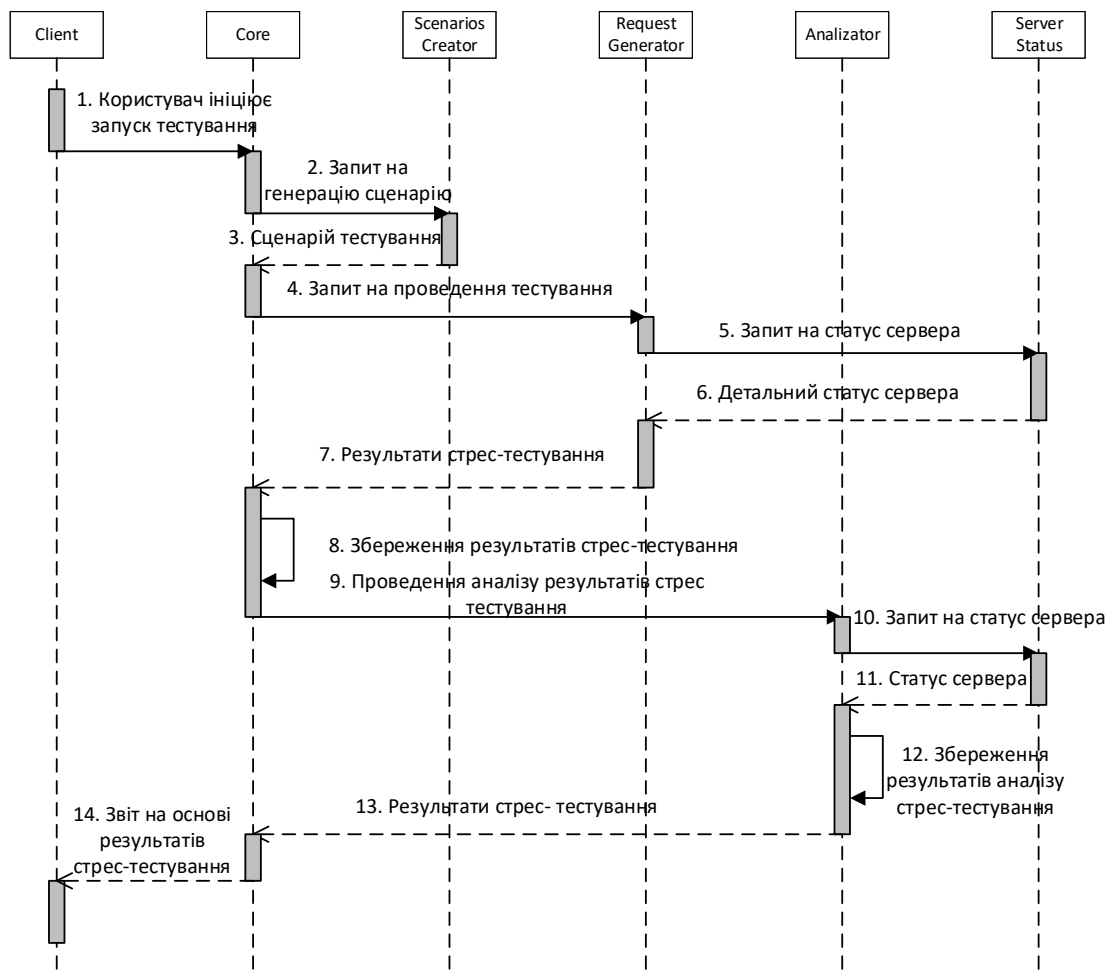 Client
Core
Scenarios
Creator
Request
Generator
Analizator
Server
Status
1. Користувач ініціює
запуск тестування
2. Запит на
генерацію сценарію
3. Сценарій тестування
4. Запит на проведення тестування
5. Запит на статус сервера
6. Детальний статус сервера
7. Результати стрес-тестування
8. Збереження результатів стрес-тестування
9. Проведення аналізу результатів стрес
тестування
10. Запит на статус сервера
11. Статус сервера
12. Збереження
результатів аналізу
стрес-тестування
13. Результати стрес- тестування
14. Звіт на основі
результатів
стрес-тестування